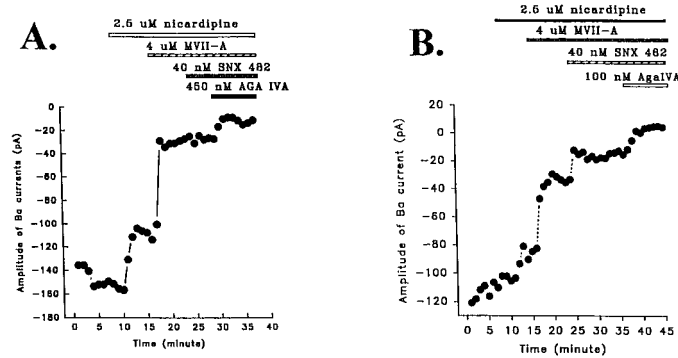 A.
2.5 uM nicardipine
4 uM MVII-A
40 nM SNX 482
450 nM AGA IVA
Amplitude of Ba currents (pA)
0
-20
-40
-60
-80
-100
-120
-140
-160
-180
0 5 10 15 20 25 30 35 40
Time (minute)
B.
2.5 uM nicardipine
4 uM MVII-A
40 nM SNX 482
100 nM AgaIVA
Amplitude of Ba current (pA)
20
0
-20
-40
-60
-80
-100
-120
0 5 10 15 20 25 30 35 40 45
Time (minute)